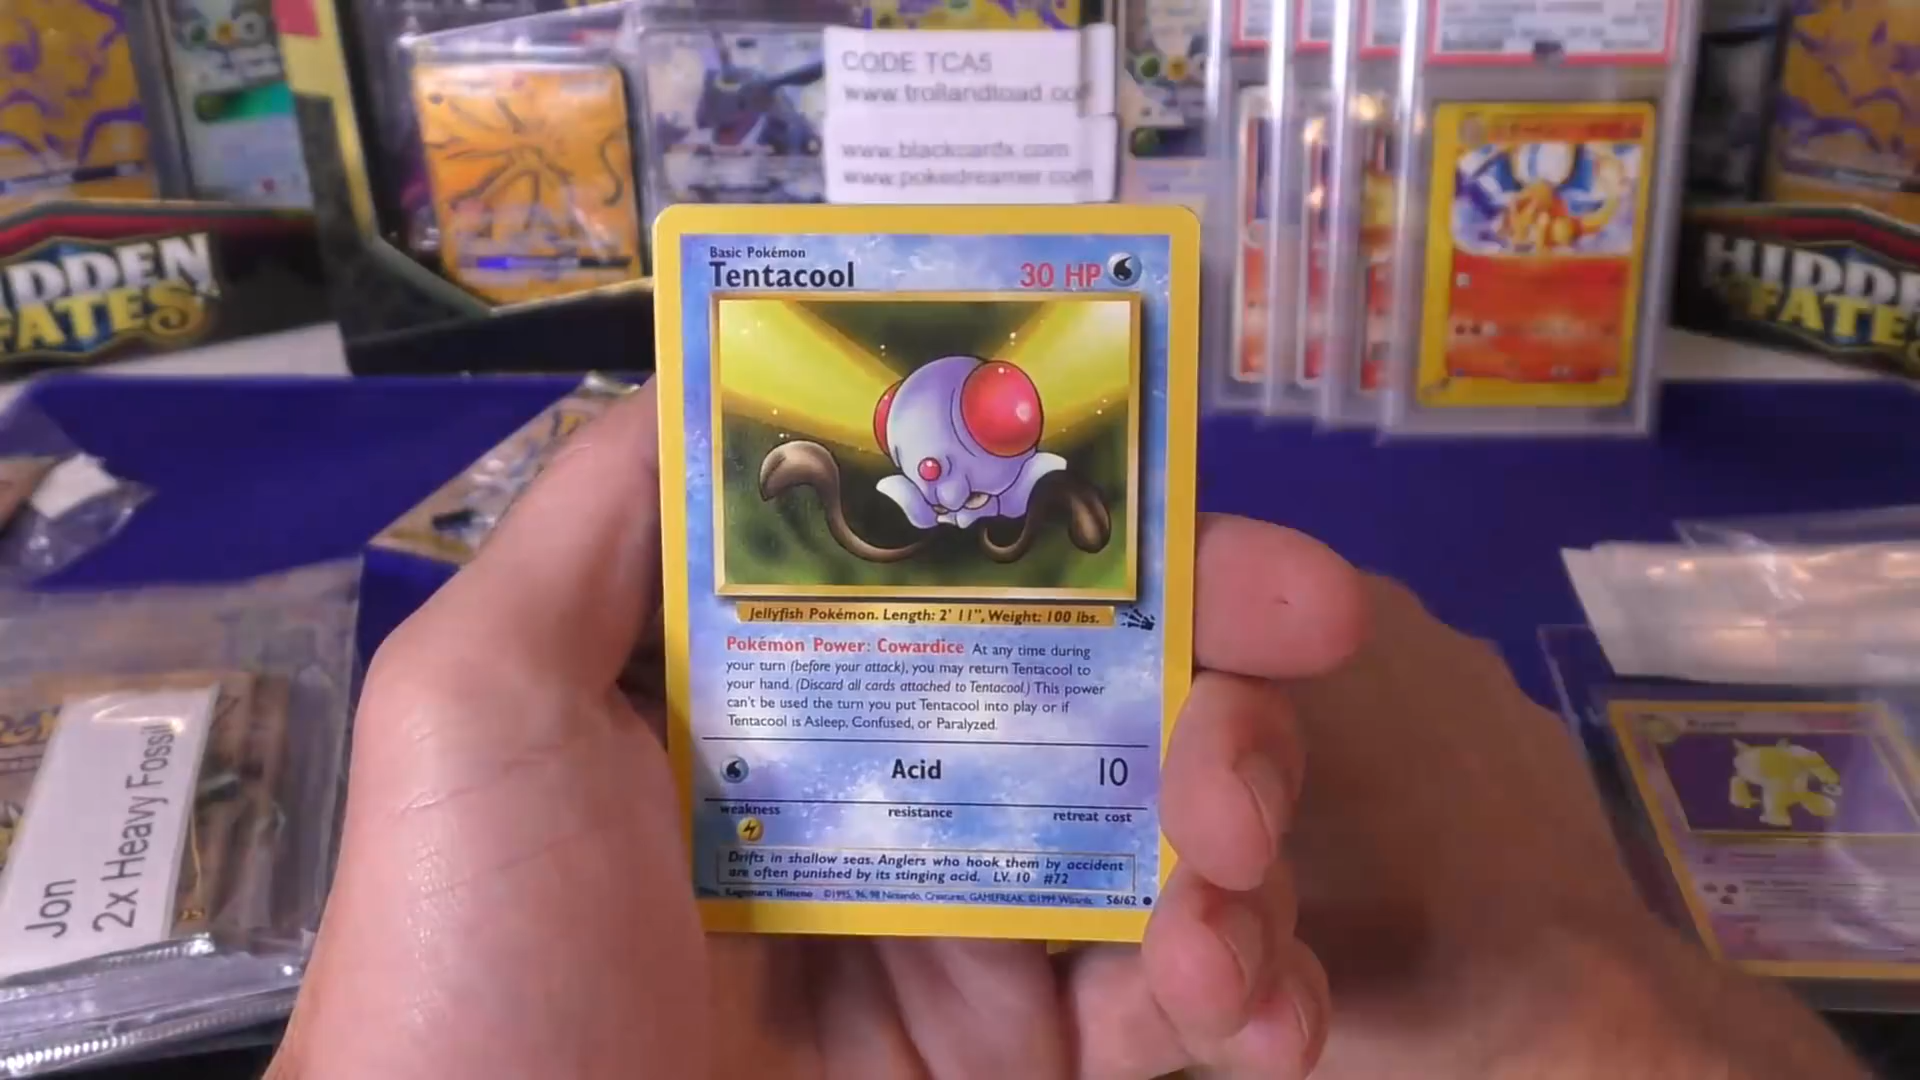 CODE TCA5
www.trollandtoad.co
www.blackcardx.com
www.pokedreamer.com
IDDEN
FATES
HIDDE
FATE
Basic Pokémon
Tentacool 30 HP
Jellyfish Pokémon. Length: 2' 11", Weight: 100 lbs.
Pokémon Power: Cowardice At any time during
your turn (before your attack), you may return Tentacool to
your hand. (Discard all cards attached to Tentacool.) This power
can't be used the turn you put Tentacool into play or if
Tentacool is Asleep, Confused, or Paralyzed.
Acid 10
weakness resistance retreat cost
Drifts in shallow seas. Anglers who hook them by accident
are often punished by its stinging acid. LV. 10 #72
Illus. Kagemaru Himeno ©1995, 96, 98 Nintendo, Creatures, GAMEFREAK. ©1999 Wizards. 56/62
Jon
2x Heavy Fossil